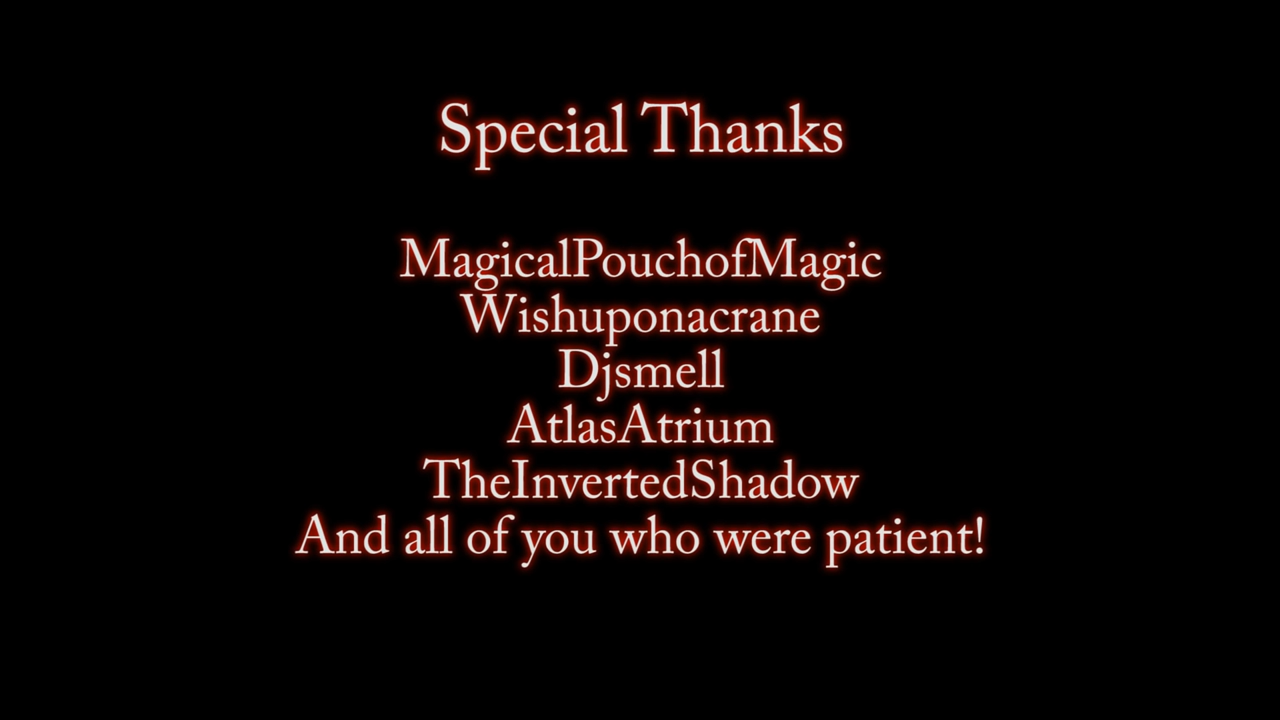 Special Thanks
MagicalPouchofMagic
Wishuponacrane
Djsmell
AtlasAtrium
TheInvertedShadow
And all of you who were patient!